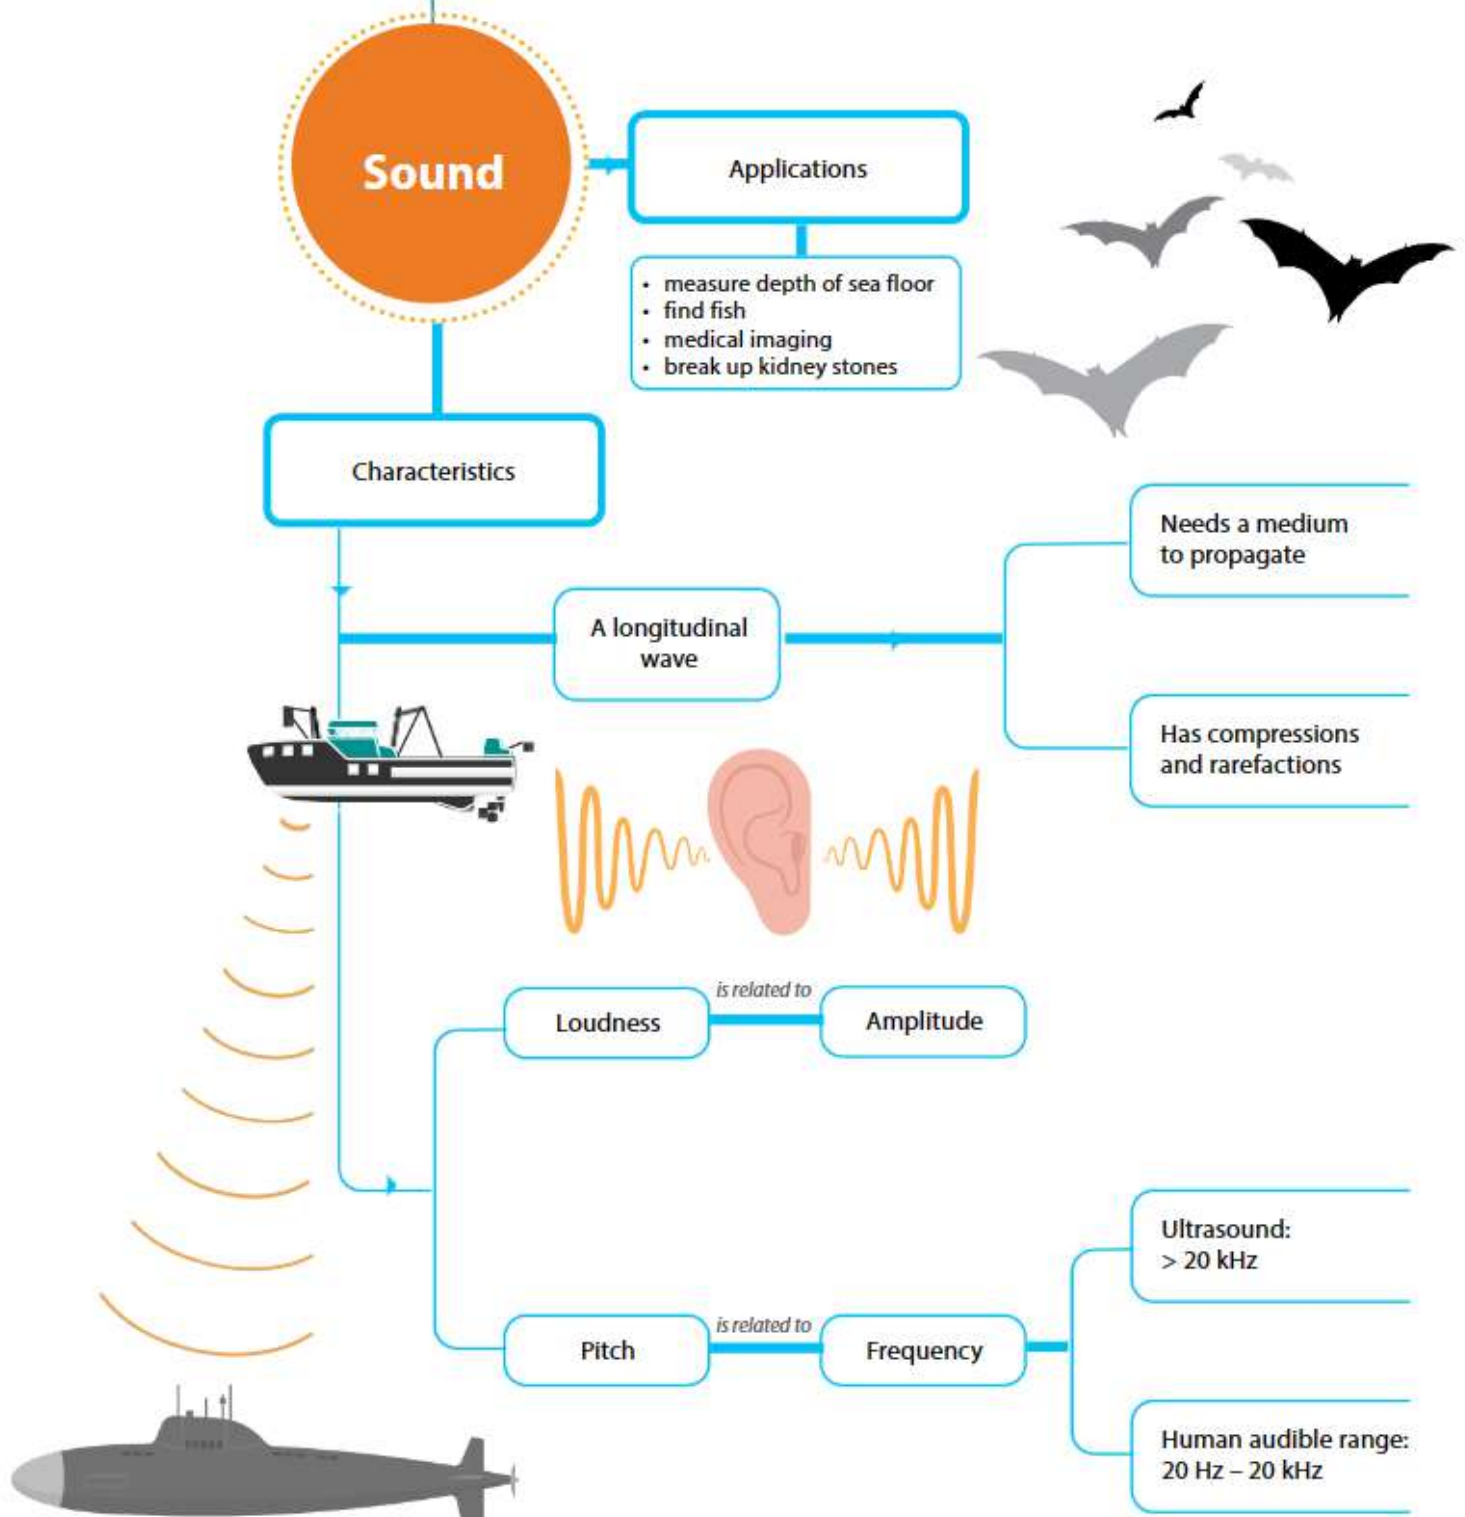 Sound
Applications
• measure depth of sea floor
• find fish
• medical imaging
• break up kidney stones
Characteristics
A longitudinal
wave
Needs a medium
to propagate
Has compressions
and rarefactions
Loudness
is related to
Amplitude
Pitch
is related to
Frequency
Ultrasound:
> 20 kHz
Human audible range:
20 Hz – 20 kHz